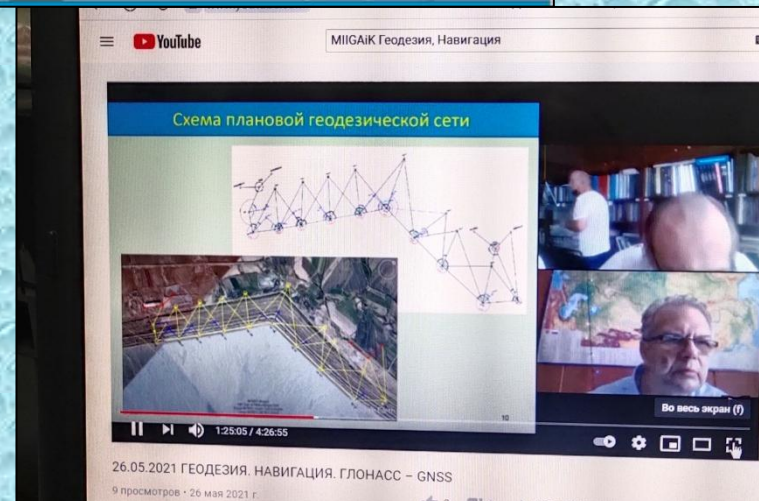 YouTube
MIIGAiK Геодезия, Навигация
Схема плановой геодезической сети
10
Во весь экран (f)
1:25:05 / 4:26:55
26.05.2021 ГЕОДЕЗИЯ. НАВИГАЦИЯ. ГЛОНАСС – GNSS
9 просмотров • 26 мая 2021 г.